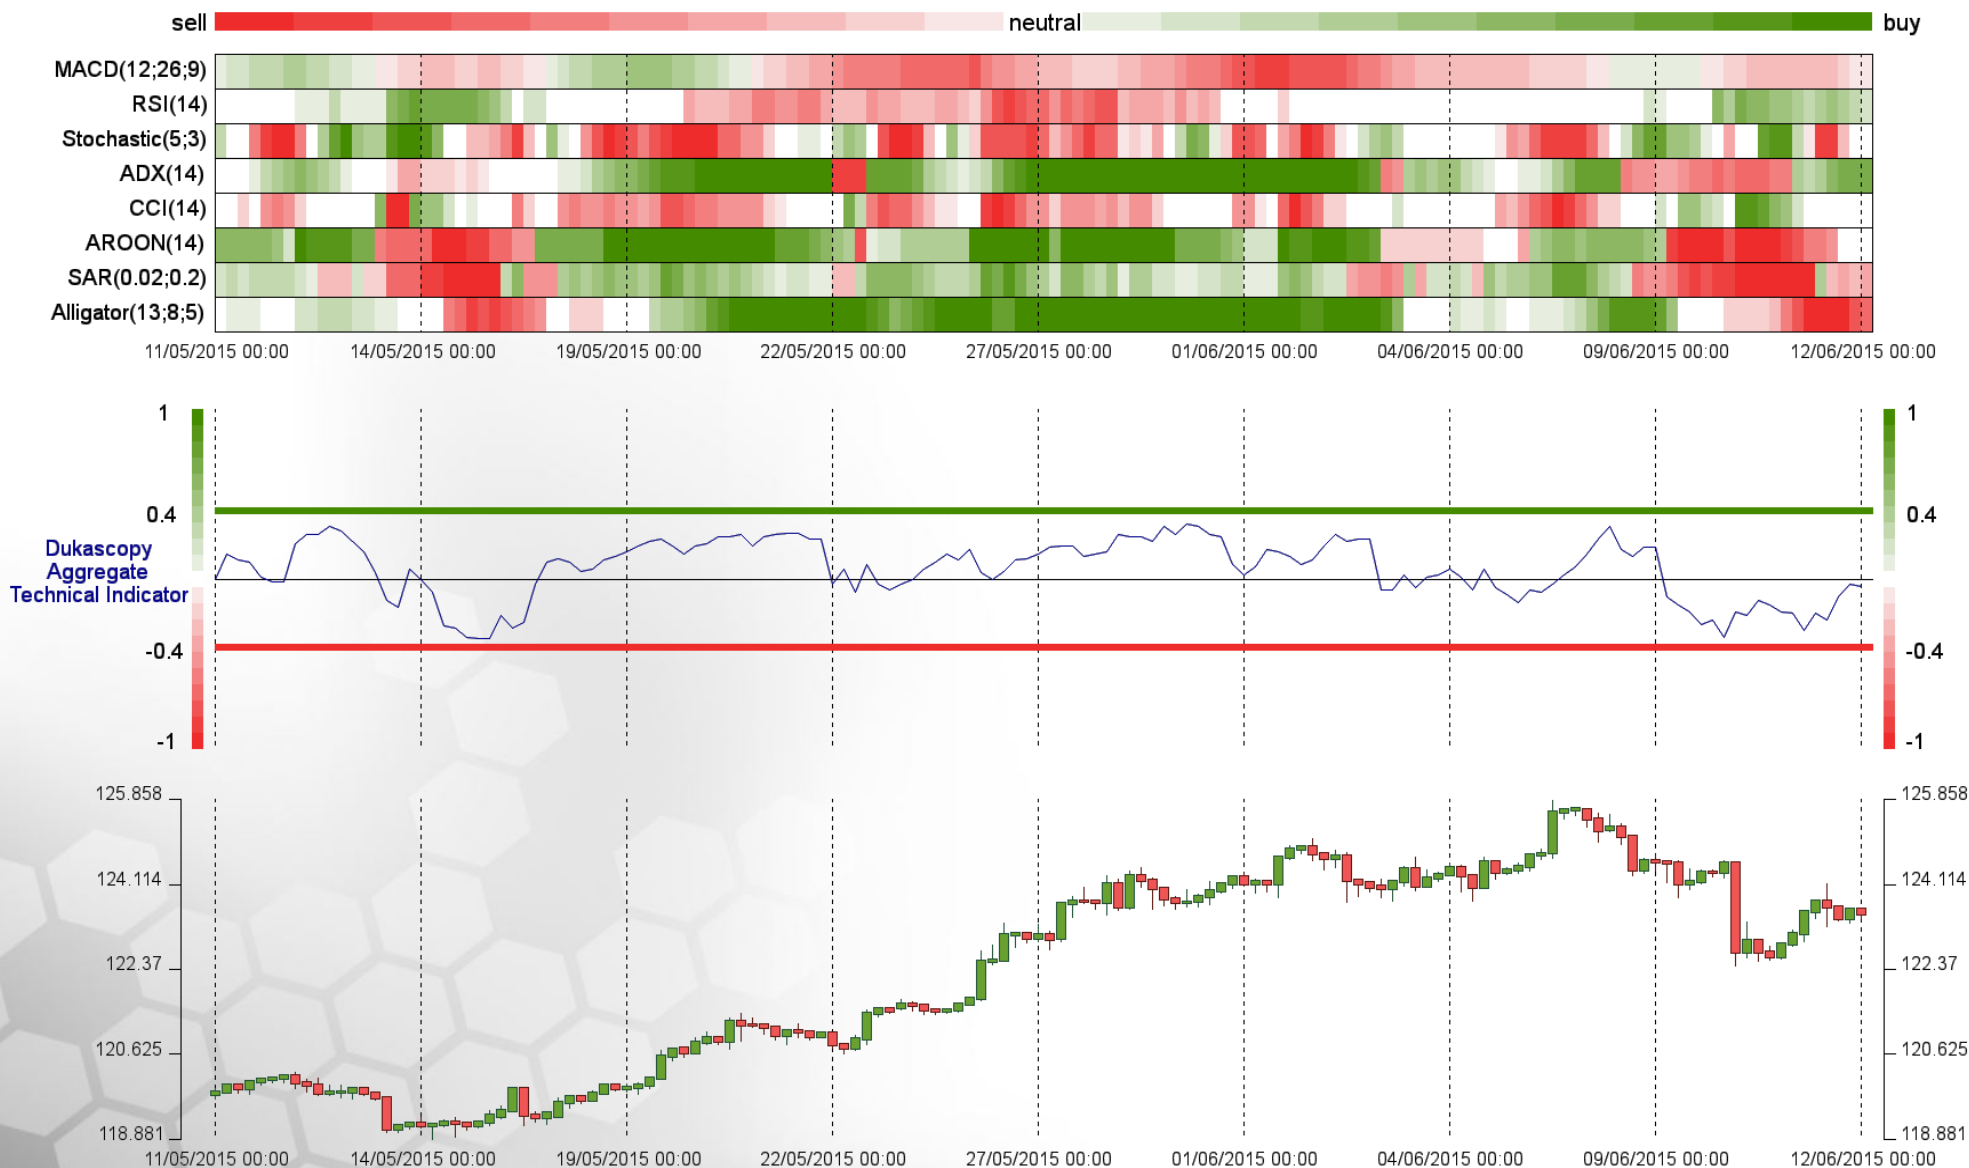 sell neutral buy
MACD(12;26;9)
RSI(14)
Stochastic(5;3)
ADX(14)
CCI(14)
AROON(14)
SAR(0.02;0.2)
Alligator(13;8;5)
11/05/2015 00:00 14/05/2015 00:00 19/05/2015 00:00 22/05/2015 00:00 27/05/2015 00:00 01/06/2015 00:00 04/06/2015 00:00 09/06/2015 00:00 12/06/2015 00:00
1 1
0.4 0.4
Dukascopy
Aggregate
Technical Indicator
-0.4 -0.4
-1 -1
125.858 125.858
124.114 124.114
122.37 122.37
120.625 120.625
118.881 118.881
11/05/2015 00:00 14/05/2015 00:00 19/05/2015 00:00 22/05/2015 00:00 27/05/2015 00:00 01/06/2015 00:00 04/06/2015 00:00 09/06/2015 00:00 12/06/2015 00:00